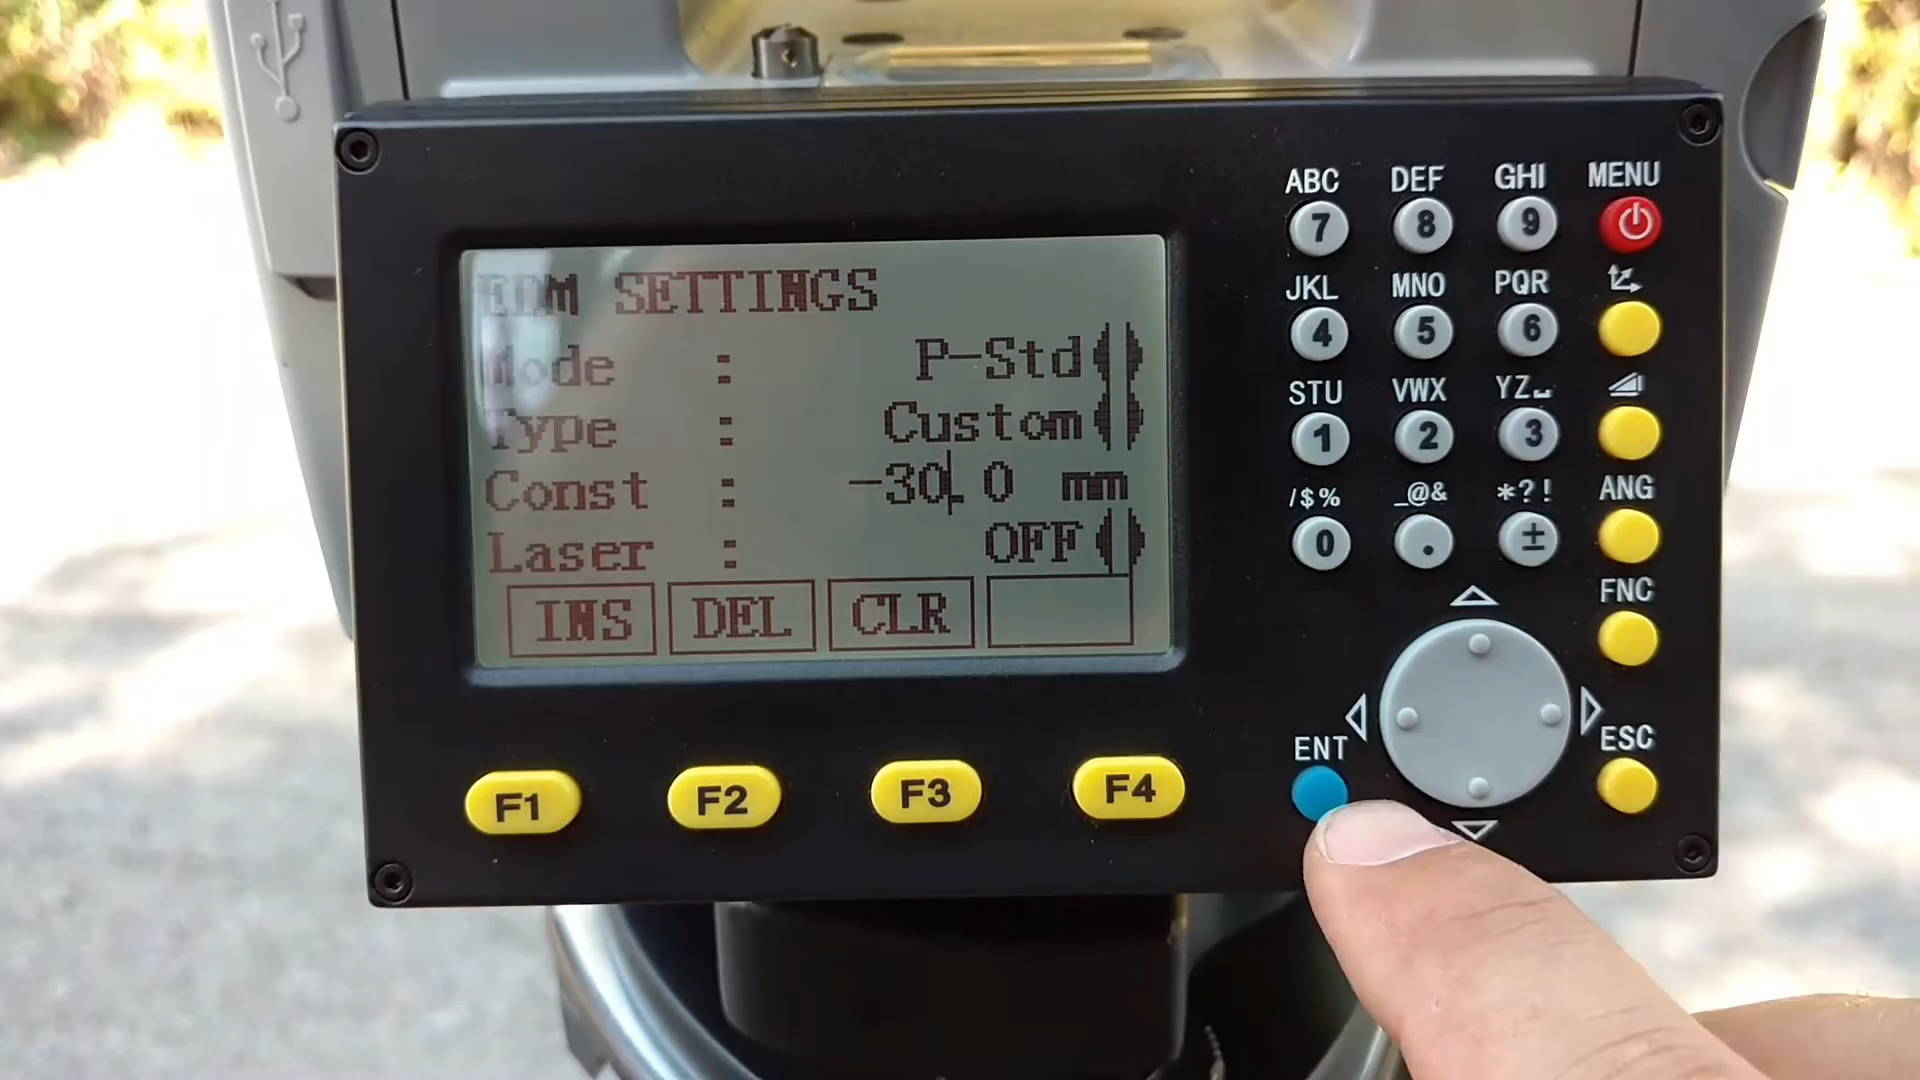 EDM SETTINGS
Mode : P-Std
Type : Custom
Const : -30.0 mm
Laser : OFF
INS DEL CLR
F1 F2 F3 F4
ABC DEF GHI MENU
7 8 9
JKL MNO PQR
4 5 6
STU VWX YZ␣
1 2 3
/$% _@& *?! ANG
0 . ±
FNC
ENT ESC